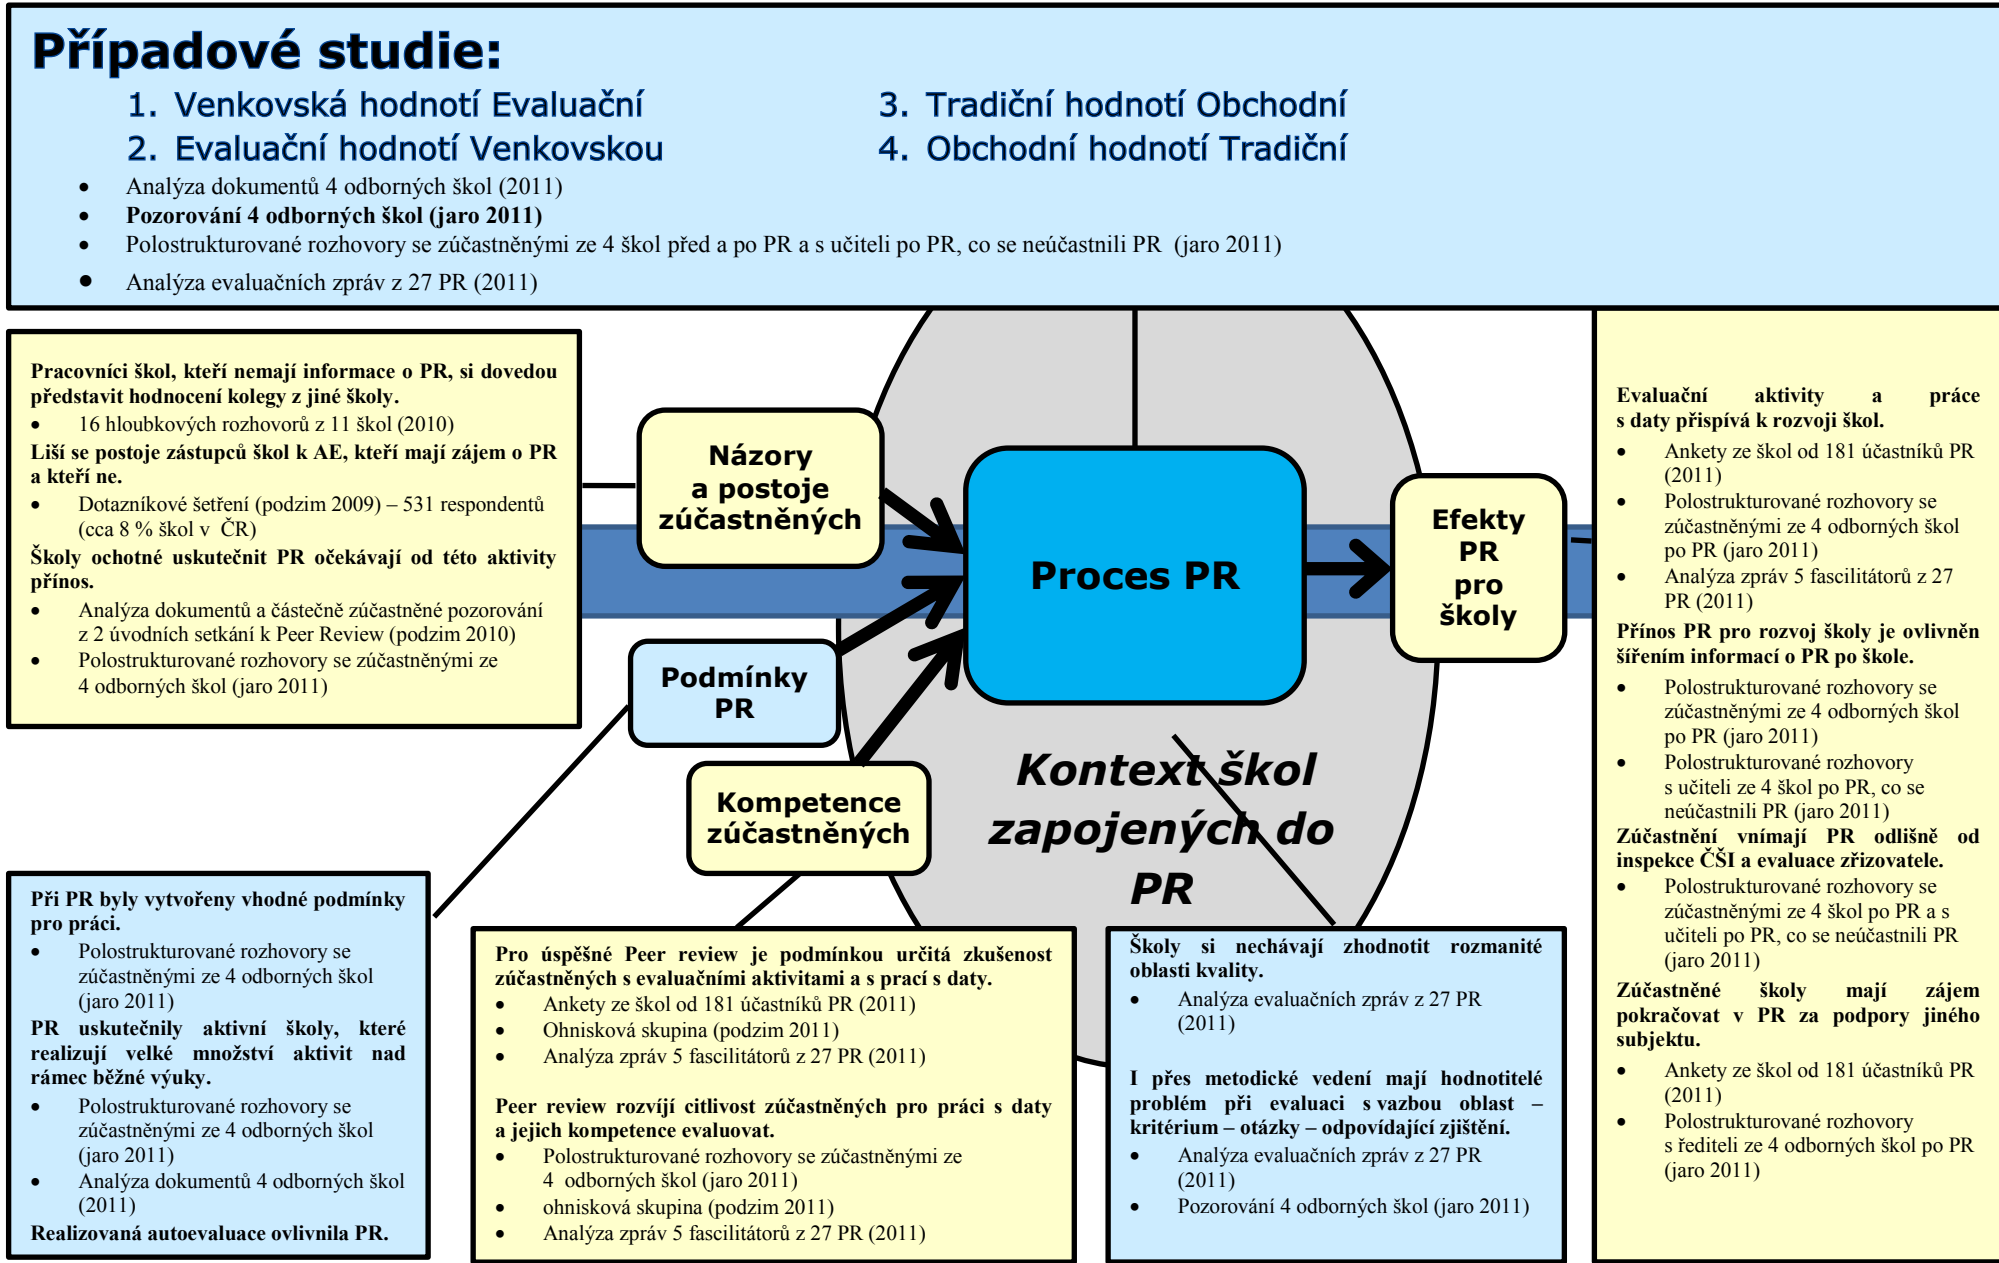 Případové studie:
1. Venkovská hodnotí Evaluační
2. Evaluační hodnotí Venkovskou
3. Tradiční hodnotí Obchodní
4. Obchodní hodnotí Tradiční
• Analýza dokumentů 4 odborných škol (2011)
• Pozorování 4 odborných škol (jaro 2011)
• Polostrukturované rozhovory se zúčastněnými ze 4 škol před a po PR a s učiteli po PR, co se neúčastnili PR (jaro 2011)
• Analýza evaluačních zpráv z 27 PR (2011)
Pracovníci škol, kteří nemají informace o PR, si dovedou
představit hodnocení kolegy z jiné školy.
• 16 hloubkových rozhovorů z 11 škol (2010)
Liší se postoje zástupců škol k AE, kteří mají zájem o PR
a kteří ne.
• Dotazníkové šetření (podzim 2009) – 531 respondentů
(cca 8 % škol v ČR)
Školy ochotné uskutečnit PR očekávají od této aktivity
přínos.
• Analýza dokumentů a částečně zúčastněné pozorování
z 2 úvodních setkání k Peer Review (podzim 2010)
• Polostrukturované rozhovory se zúčastněnými ze
4 odborných škol (jaro 2011)
Názory
a postoje
zúčastněných
Podmínky
PR
Kompetence
zúčastněných
Proces PR
Kontext škol
zapojených do
PR
Efekty
PR
pro
školy
Při PR byly vytvořeny vhodné podmínky
pro práci.
• Polostrukturované rozhovory se
zúčastněnými ze 4 odborných škol
(jaro 2011)
PR uskutečnily aktivní školy, které
realizují velké množství aktivit nad
rámec běžné výuky.
• Polostrukturované rozhovory se
zúčastněnými ze 4 odborných škol
(jaro 2011)
• Analýza dokumentů 4 odborných škol
(2011)
Realizovaná autoevaluace ovlivnila PR.
Pro úspěšné Peer review je podmínkou určitá zkušenost
zúčastněných s evaluačními aktivitami a s prací s daty.
• Ankety ze škol od 181 účastníků PR (2011)
• Ohnisková skupina (podzim 2011)
• Analýza zpráv 5 fascilitátorů z 27 PR (2011)
Peer review rozvíjí citlivost zúčastněných pro práci s daty
a jejich kompetence evaluovat.
• Polostrukturované rozhovory se zúčastněnými ze
4 odborných škol (jaro 2011)
• ohnisková skupina (podzim 2011)
• Analýza zpráv 5 fascilitátorů z 27 PR (2011)
Školy si nechávají zhodnotit rozmanité
oblasti kvality.
• Analýza evaluačních zpráv z 27 PR
(2011)
I přes metodické vedení mají hodnotitelé
problém při evaluaci s vazbou oblast –
kritérium – otázky – odpovídající zjištění.
• Analýza evaluačních zpráv z 27 PR
(2011)
• Pozorování 4 odborných škol (jaro 2011)
Evaluační aktivity a práce
s daty přispívá k rozvoji škol.
• Ankety ze škol od 181 účastníků PR
(2011)
• Polostrukturované rozhovory se
zúčastněnými ze 4 odborných škol
po PR (jaro 2011)
• Analýza zpráv 5 fascilitátorů z 27
PR (2011)
Přínos PR pro rozvoj školy je ovlivněn
šířením informací o PR po škole.
• Polostrukturované rozhovory se
zúčastněnými ze 4 odborných škol
po PR (jaro 2011)
• Polostrukturované rozhovory
s učiteli ze 4 škol po PR, co se
neúčastnili PR (jaro 2011)
Zúčastnění vnímají PR odlišně od
inspekce ČŠI a evaluace zřizovatele.
• Polostrukturované rozhovory se
zúčastněnými ze 4 škol po PR a s
učiteli po PR, co se neúčastnili PR
(jaro 2011)
Zúčastněné školy mají zájem
pokračovat v PR za podpory jiného
subjektu.
• Ankety ze škol od 181 účastníků PR
(2011)
• Polostrukturované rozhovory
s řediteli ze 4 odborných škol po PR
(jaro 2011)